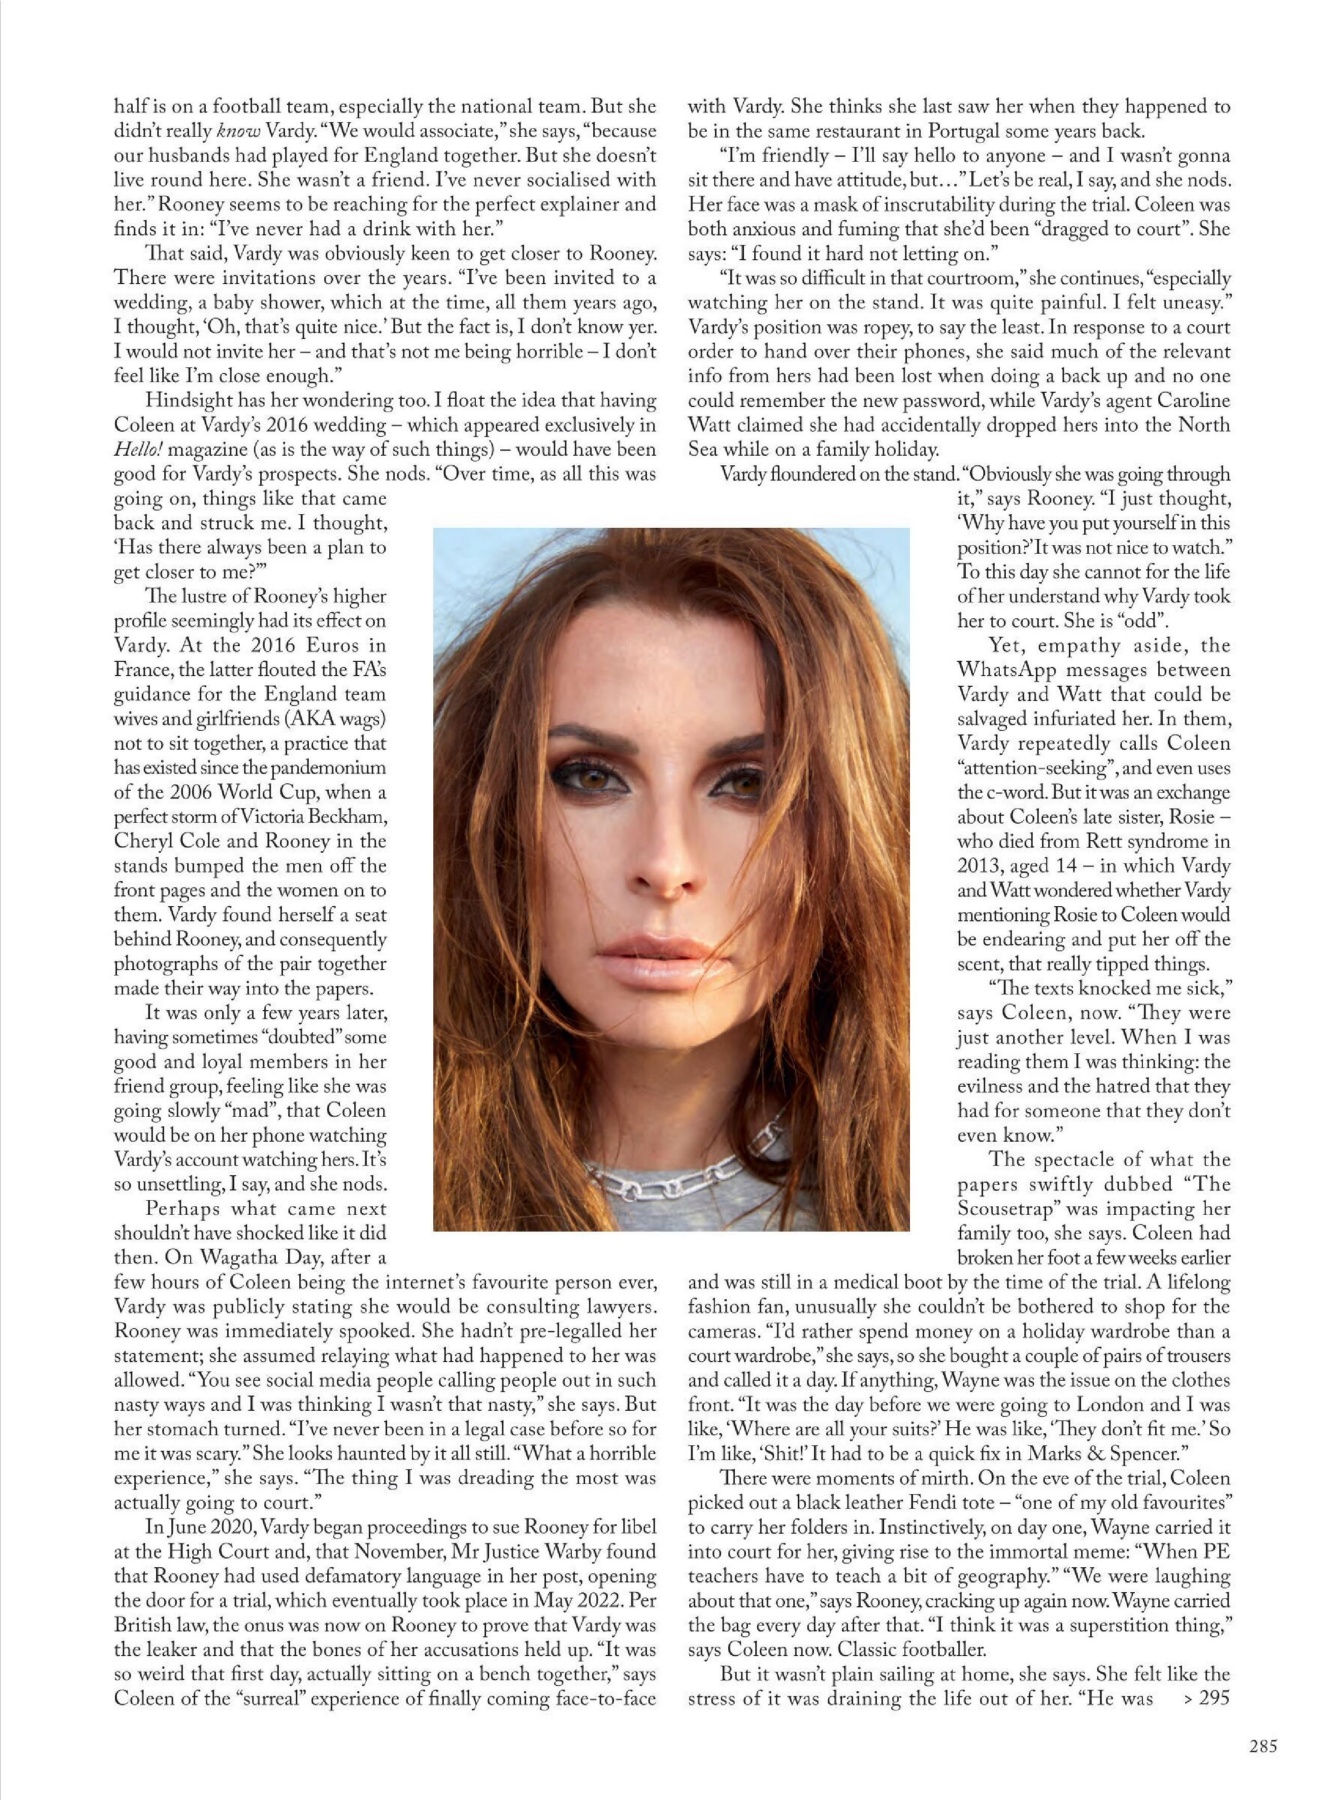 half is on a football team, especially the national team. But she
didn't really know Vardy. “We would associate,” she says, “because
our husbands had played for England together. But she doesn't
live round here. She wasn't a friend. I've never socialised with
her.” Rooney seems to be reaching for the perfect explainer and
finds it in: “I've never had a drink with her.”
That said, Vardy was obviously keen to get closer to Rooney.
There were invitations over the years. “I've been invited to a
wedding, a baby shower, which at the time, all them years ago,
I thought, ‘Oh, that's quite nice.’ But the fact is, I don't know yer.
I would not invite her – and that's not me being horrible – I don't
feel like I'm close enough.”
Hindsight has her wondering too. I float the idea that having
Coleen at Vardy's 2016 wedding – which appeared exclusively in
Hello! magazine (as is the way of such things) – would have been
good for Vardy's prospects. She nods. “Over time, as all this was
going on, things like that came
back and struck me. I thought,
‘Has there always been a plan to
get closer to me?’”
The lustre of Rooney's higher
profile seemingly had its effect on
Vardy. At the 2016 Euros in
France, the latter flouted the FA's
guidance for the England team
wives and girlfriends (AKA wags)
not to sit together, a practice that
has existed since the pandemonium
of the 2006 World Cup, when a
perfect storm of Victoria Beckham,
Cheryl Cole and Rooney in the
stands bumped the men off the
front pages and the women on to
them. Vardy found herself a seat
behind Rooney, and consequently
photographs of the pair together
made their way into the papers.
It was only a few years later,
having sometimes “doubted” some
good and loyal members in her
friend group, feeling like she was
going slowly “mad”, that Coleen
would be on her phone watching
Vardy's account watching hers. It's
so unsettling, I say, and she nods.
Perhaps what came next
shouldn't have shocked like it did
then. On Wagatha Day, after a
few hours of Coleen being the internet's favourite person ever,
Vardy was publicly stating she would be consulting lawyers.
Rooney was immediately spooked. She hadn't pre-legalled her
statement; she assumed relaying what had happened to her was
allowed. “You see social media people calling people out in such
nasty ways and I was thinking I wasn't that nasty,” she says. But
her stomach turned. “I've never been in a legal case before so for
me it was scary.” She looks haunted by it all still. “What a horrible
experience,” she says. “The thing I was dreading the most was
actually going to court.”
In June 2020, Vardy began proceedings to sue Rooney for libel
at the High Court and, that November, Mr Justice Warby found
that Rooney had used defamatory language in her post, opening
the door for a trial, which eventually took place in May 2022. Per
British law, the onus was now on Rooney to prove that Vardy was
the leaker and that the bones of her accusations held up. “It was
so weird that first day, actually sitting on a bench together,” says
Coleen of the “surreal” experience of finally coming face-to-face
with Vardy. She thinks she last saw her when they happened to
be in the same restaurant in Portugal some years back.
“I'm friendly – I'll say hello to anyone – and I wasn't gonna
sit there and have attitude, but…” Let's be real, I say, and she nods.
Her face was a mask of inscrutability during the trial. Coleen was
both anxious and fuming that she'd been “dragged to court”. She
says: “I found it hard not letting on.”
“It was so difficult in that courtroom,” she continues, “especially
watching her on the stand. It was quite painful. I felt uneasy.”
Vardy's position was ropey, to say the least. In response to a court
order to hand over their phones, she said much of the relevant
info from hers had been lost when doing a back up and no one
could remember the new password, while Vardy's agent Caroline
Watt claimed she had accidentally dropped hers into the North
Sea while on a family holiday.
Vardy floundered on the stand. “Obviously she was going through
it,” says Rooney. “I just thought,
‘Why have you put yourself in this
position?’ It was not nice to watch.”
To this day she cannot for the life
of her understand why Vardy took
her to court. She is “odd”.
Yet, empathy aside, the
WhatsApp messages between
Vardy and Watt that could be
salvaged infuriated her. In them,
Vardy repeatedly calls Coleen
“attention-seeking”, and even uses
the c-word. But it was an exchange
about Coleen's late sister, Rosie –
who died from Rett syndrome in
2013, aged 14 – in which Vardy
and Watt wondered whether Vardy
mentioning Rosie to Coleen would
be endearing and put her off the
scent, that really tipped things.
“The texts knocked me sick,”
says Coleen, now. “They were
just another level. When I was
reading them I was thinking: the
evilness and the hatred that they
had for someone that they don't
even know.”
The spectacle of what the
papers swiftly dubbed “The
Scousetrap” was impacting her
family too, she says. Coleen had
broken her foot a few weeks earlier
and was still in a medical boot by the time of the trial. A lifelong
fashion fan, unusually she couldn't be bothered to shop for the
cameras. “I'd rather spend money on a holiday wardrobe than a
court wardrobe,” she says, so she bought a couple of pairs of trousers
and called it a day. If anything, Wayne was the issue on the clothes
front. “It was the day before we were going to London and I was
like, ‘Where are all your suits?’ He was like, ‘They don't fit me.’ So
I'm like, ‘Shit!’ It had to be a quick fix in Marks & Spencer.”
There were moments of mirth. On the eve of the trial, Coleen
picked out a black leather Fendi tote – “one of my old favourites”
to carry her folders in. Instinctively, on day one, Wayne carried it
into court for her, giving rise to the immortal meme: “When PE
teachers have to teach a bit of geography.” “We were laughing
about that one,” says Rooney, cracking up again now. Wayne carried
the bag every day after that. “I think it was a superstition thing,”
says Coleen now. Classic footballer.
But it wasn't plain sailing at home, she says. She felt like the
stress of it was draining the life out of her. “He was > 295
285